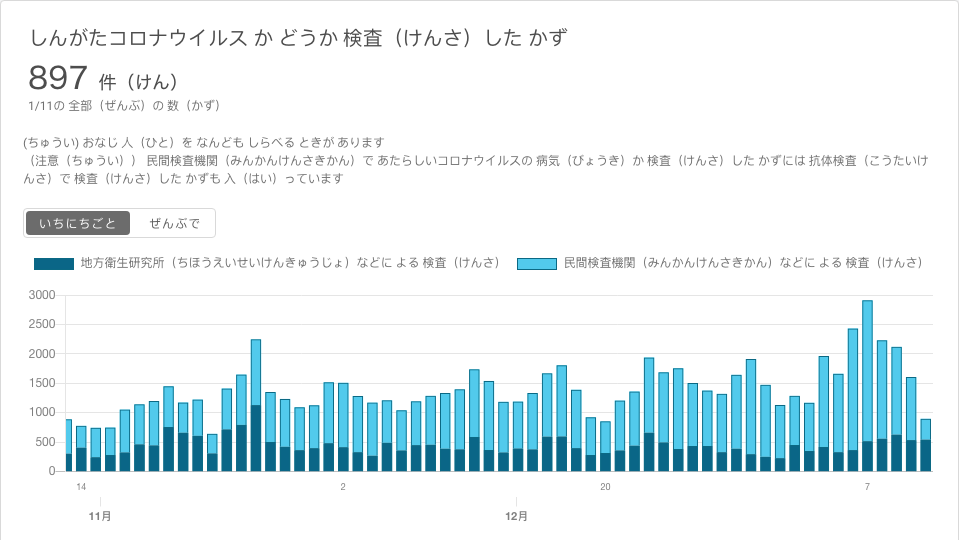 しんがたコロナウイルス か どうか 検査（けんさ）した かず
897 件（けん）
1/11の 全部（ぜんぶ）の 数（かず）
(ちゅうい) おなじ 人（ひと）を なんども しらべる ときが あります
（注意（ちゅうい）） 民間検査機関（みんかんけんさきかん）で あたらしいコロナウイルスの 病気（びょうき）か 検査（けんさ）した かずには 抗体検査（こうたいけ
んさ）で 検査（けんさ）した かずも 入（はい）っています
いちにちごと ぜんぶで
地方衛生研究所（ちほうえいせいけんきゅうじょ）などに よる 検査（けんさ） 民間検査機関（みんかんけんさきかん）などに よる 検査（けんさ）
3000
2500
2000
1500
1000
500
0
14 2 20 7
11月 12月